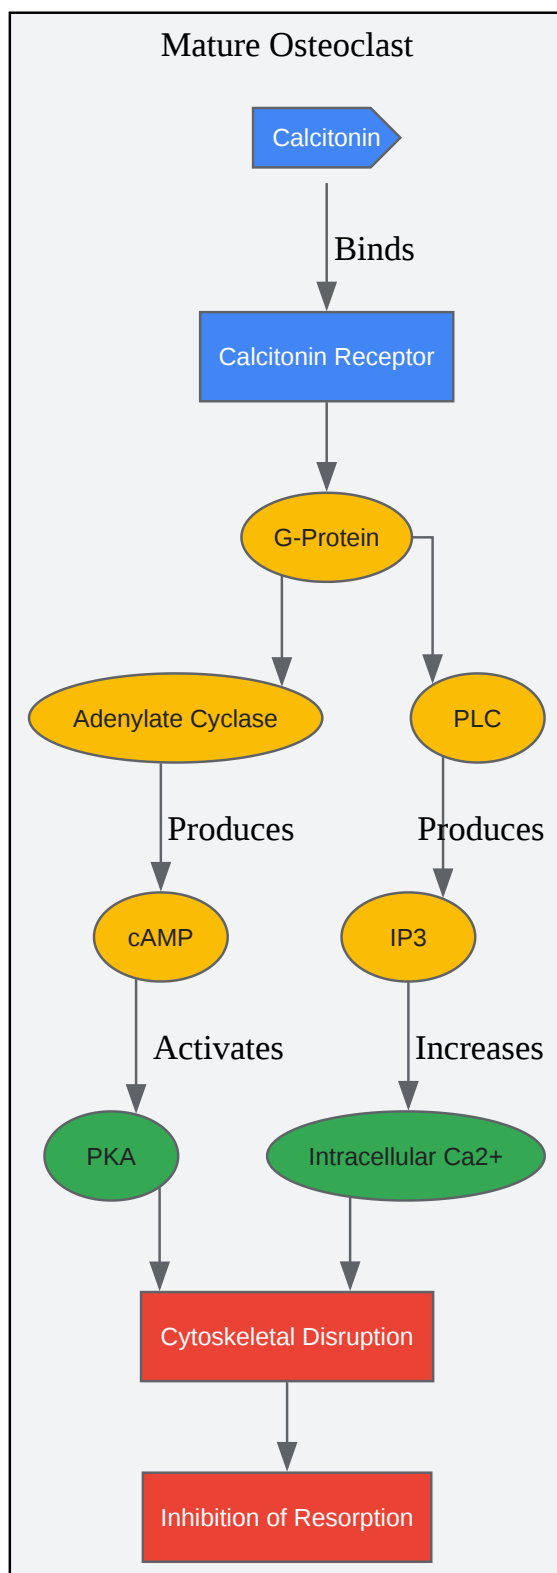 Mature Osteoclast
Calcitonin
Binds
Calcitonin Receptor
G-Protein
Adenylate Cyclase
PLC
Produces
Produces
cAMP
IP3
Activates
Increases
PKA
Intracellular Ca2+
Cytoskeletal Disruption
Inhibition of Resorption